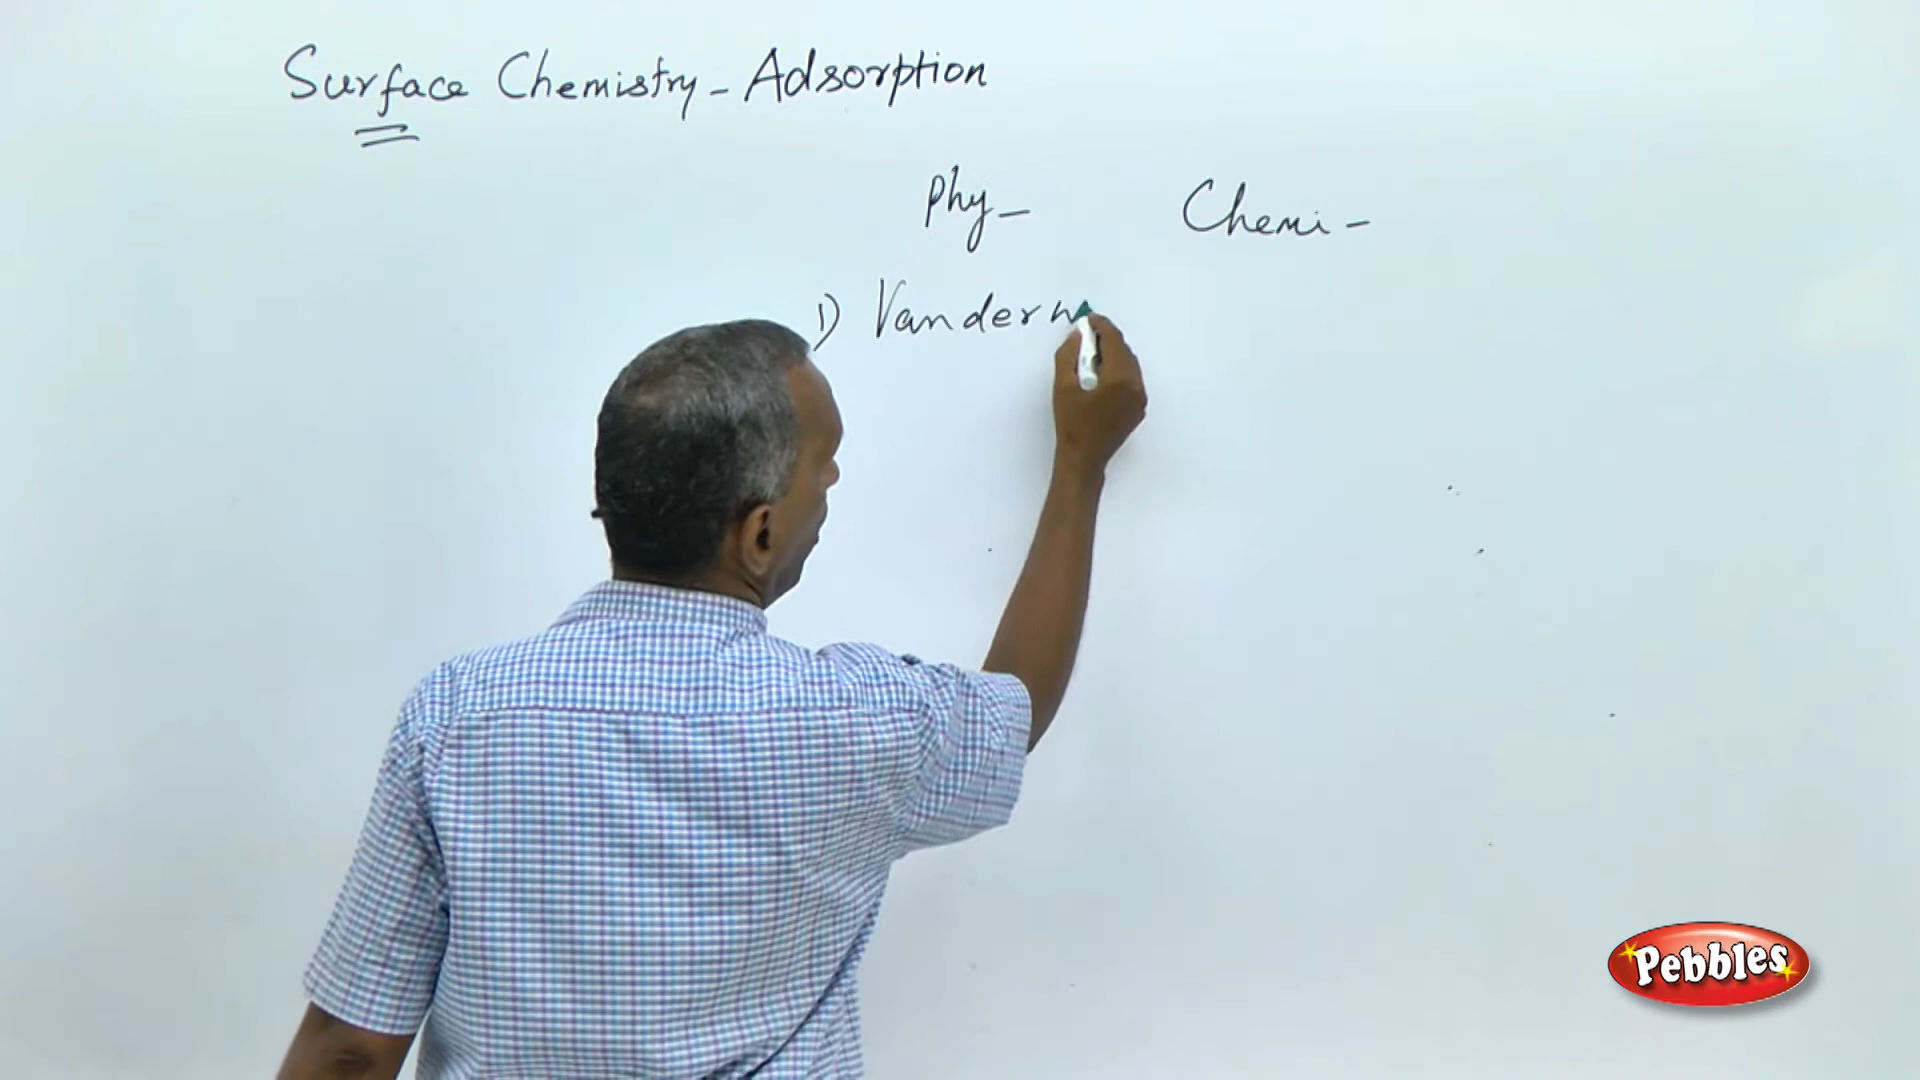 Surface Chemistry - Adsorption
Phy - Chemi -
1) Vanderw
Pebbles